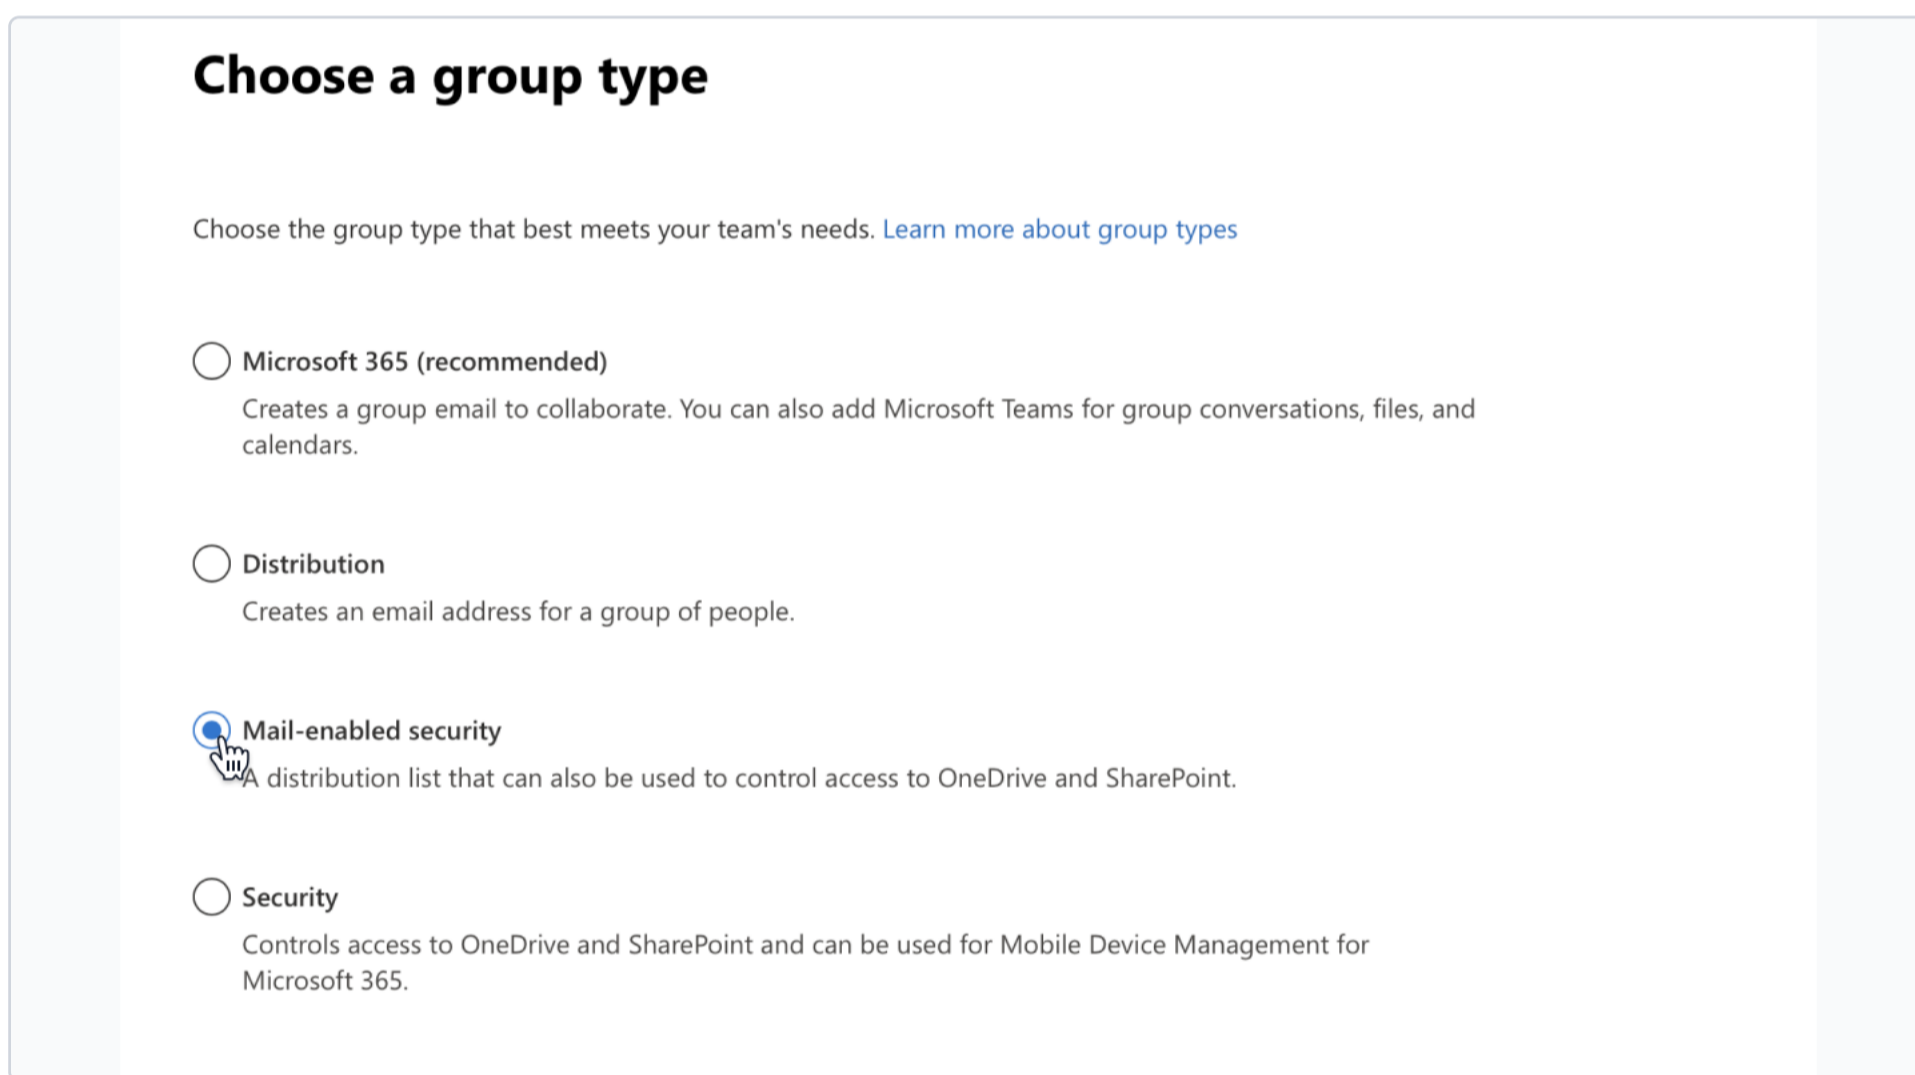 Choose a group type
Choose the group type that best meets your team's needs. Learn more about group types
Microsoft 365 (recommended)
Creates a group email to collaborate. You can also add Microsoft Teams for group conversations, files, and
calendars.
Distribution
Creates an email address for a group of people.
Mail-enabled security
A distribution list that can also be used to control access to OneDrive and SharePoint.
Security
Controls access to OneDrive and SharePoint and can be used for Mobile Device Management for
Microsoft 365.